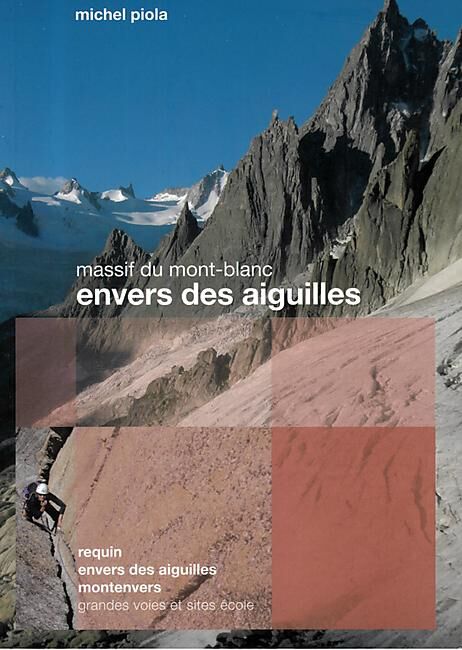 michel piola
massif du mont-blanc
envers des aiguilles
requin
envers des aiguilles
montenvers
grandes voies et sites école